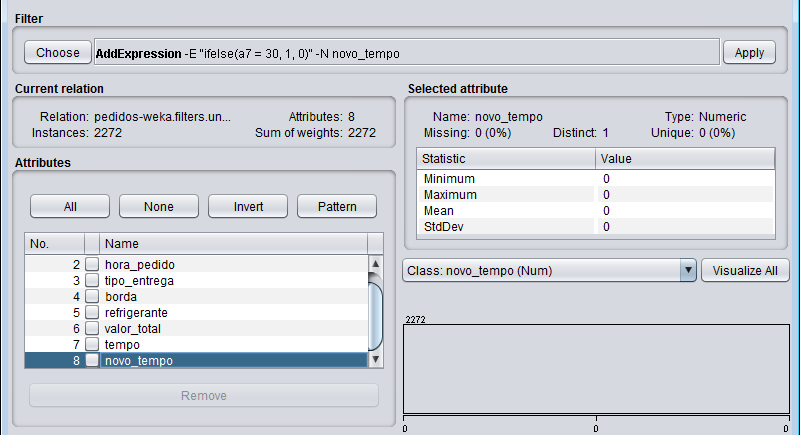 Filter
Choose AddExpression -E "ifelse(a7 = 30, 1, 0)" -N novo_tempo Apply
Current relation
Relation: pedidos-weka.filters.un... Attributes: 8
Instances: 2272 Sum of weights: 2272
Attributes
All None Invert Pattern
No. Name
2 hora_pedido
3 tipo_entrega
4 borda
5 refrigerante
6 valor_total
7 tempo
8 novo_tempo
Remove
Selected attribute
Name: novo_tempo Type: Numeric
Missing: 0 (0%) Distinct: 1 Unique: 0 (0%)
Statistic Value
Minimum 0
Maximum 0
Mean 0
StdDev 0
Class: novo_tempo (Num) Visualize All
2272
0 0 0